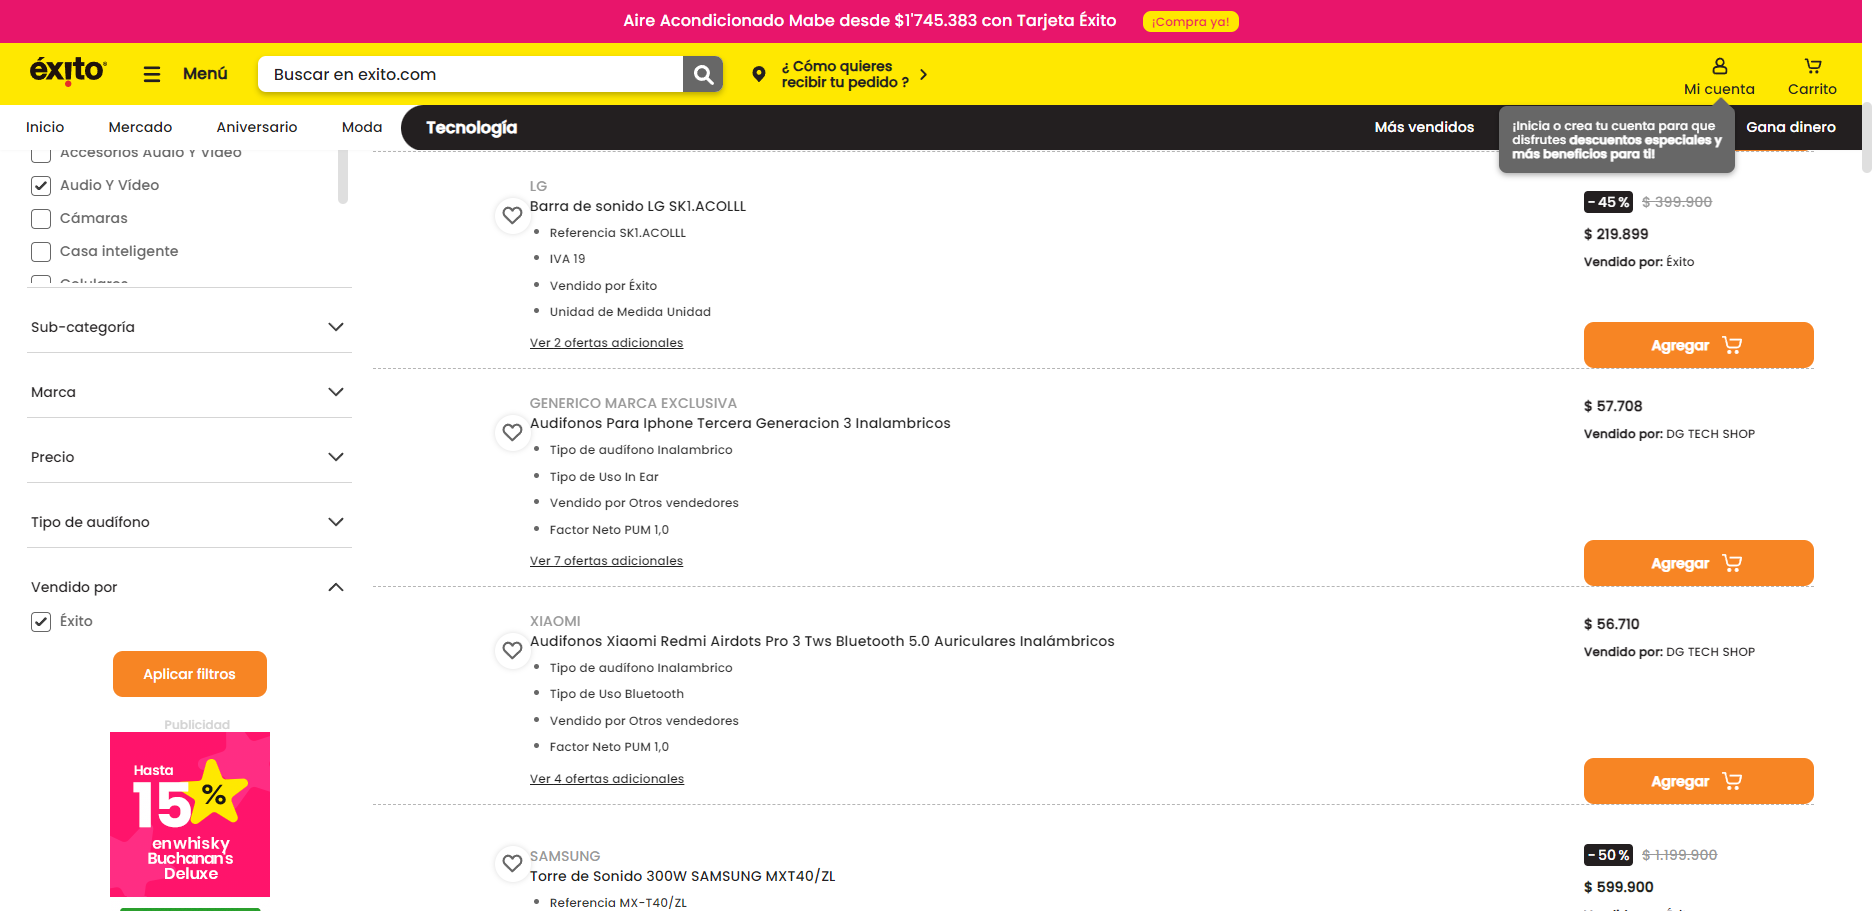 Aire Acondicionado Mabe desde $1'745.383 con Tarjeta Éxito
¡Compra ya!
éxito
Menú
Buscar en exito.com
¿ Cómo quieres
recibir tu pedido ?
Mi cuenta
Carrito
Inicio
Mercado
Aniversario
Moda
Tecnología
Más vendidos
Gana dinero
¡Inicia o crea tu cuenta para que
disfrutes descuentos especiales y
más beneficios para ti!
Accesorios Audio Y Video
Audio Y Vídeo
Cámaras
Casa inteligente
Celulares
Sub-categoría
Marca
Precio
Tipo de audífono
Vendido por
Éxito
Aplicar filtros
Publicidad
Hasta
15%
en whisky
Buchanan's
Deluxe
LG
Barra de sonido LG SK1.ACOLLL
Referencia SK1.ACOLLL
IVA 19
Vendido por Éxito
Unidad de Medida Unidad
Ver 2 ofertas adicionales
- 45 % $ 399.900
$ 219.899
Vendido por: Éxito
Agregar
GENERICO MARCA EXCLUSIVA
Audifonos Para Iphone Tercera Generacion 3 Inalambricos
Tipo de audífono Inalambrico
Tipo de Uso In Ear
Vendido por Otros vendedores
Factor Neto PUM 1,0
Ver 7 ofertas adicionales
$ 57.708
Vendido por: DG TECH SHOP
Agregar
XIAOMI
Audifonos Xiaomi Redmi Airdots Pro 3 Tws Bluetooth 5.0 Auriculares Inalámbricos
Tipo de audífono Inalambrico
Tipo de Uso Bluetooth
Vendido por Otros vendedores
Factor Neto PUM 1,0
Ver 4 ofertas adicionales
$ 56.710
Vendido por: DG TECH SHOP
Agregar
SAMSUNG
Torre de Sonido 300W SAMSUNG MXT40/ZL
Referencia MX-T40/ZL
- 50 % $ 1.199.900
$ 599.900